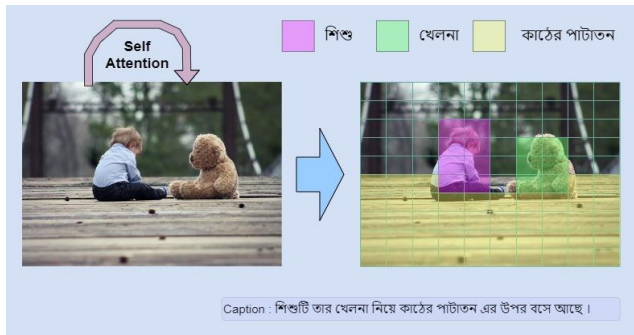 Self
Attention
শিশু
খেলনা
কাঠের পাটাতন
Caption : শিশুটি তার খেলনা নিয়ে কাঠের পাটাতন এর উপর বসে আছে ।